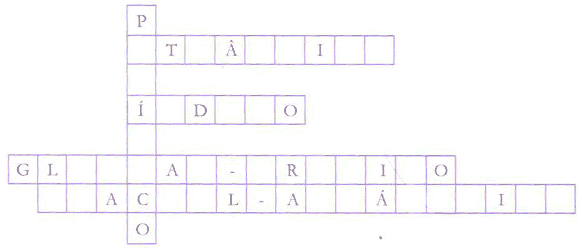 P
T Â I
Í D O
G L A - R I O
A C L - A Á I
O